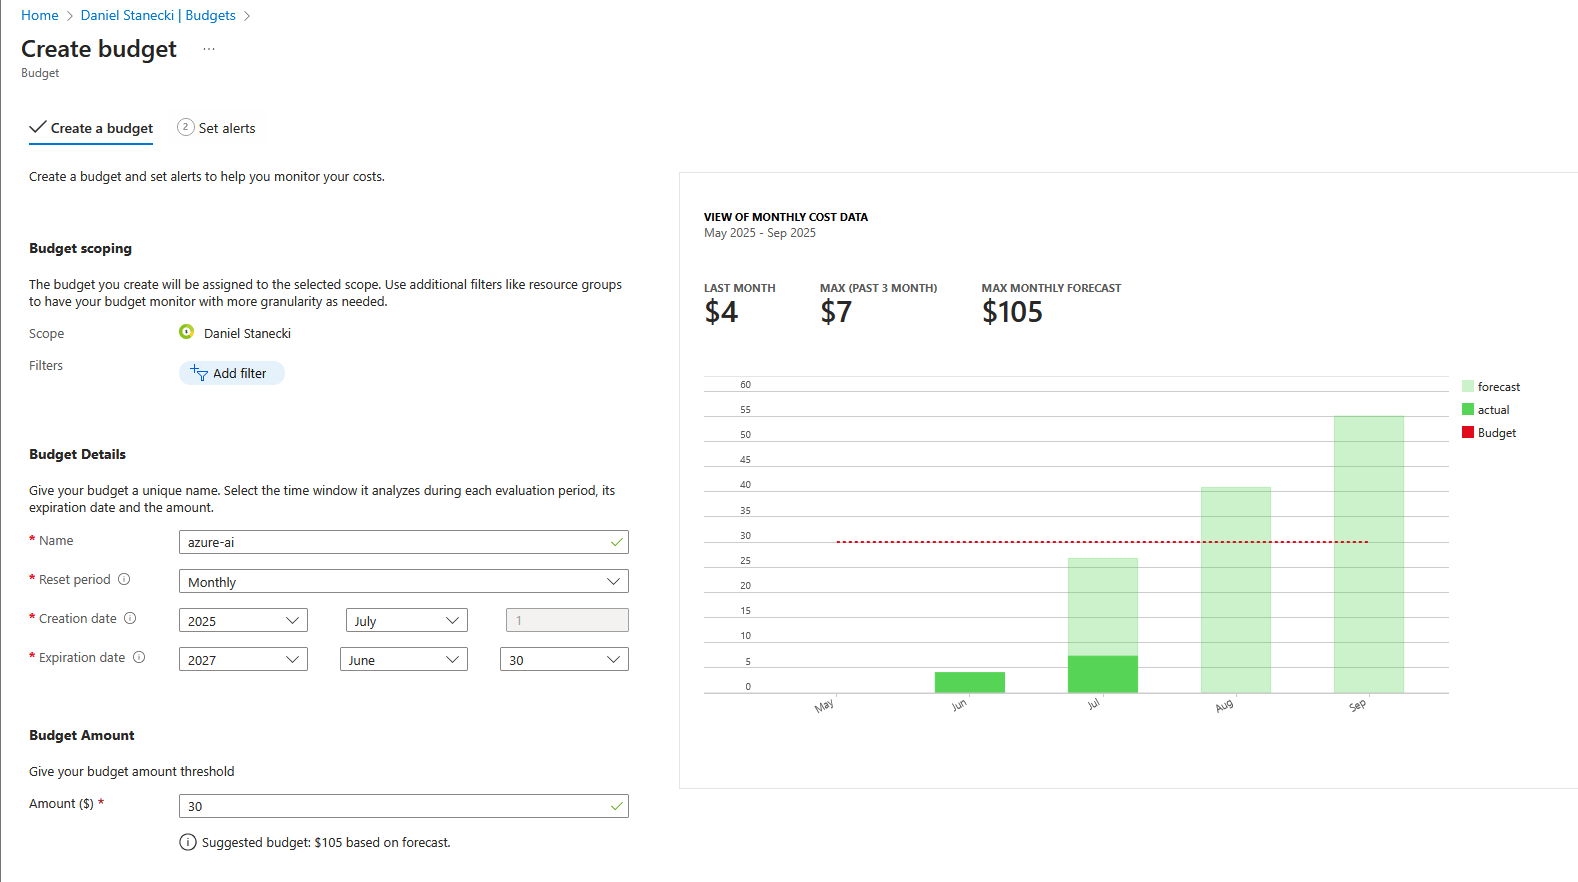 Home > Daniel Stanecki | Budgets >
Create budget ...
Budget
Create a budget
2 Set alerts
Create a budget and set alerts to help you monitor your costs.
Budget scoping
The budget you create will be assigned to the selected scope. Use additional filters like resource groups
to have your budget monitor with more granularity as needed.
Scope Daniel Stanecki
Filters Add filter
Budget Details
Give your budget a unique name. Select the time window it analyzes during each evaluation period, its
expiration date and the amount.
* Name azure-ai
* Reset period Monthly
* Creation date 2025 July 1
* Expiration date 2027 June 30
Budget Amount
Give your budget amount threshold
Amount ($) * 30
Suggested budget: $105 based on forecast.
VIEW OF MONTHLY COST DATA
May 2025 - Sep 2025
LAST MONTH MAX (PAST 3 MONTH) MAX MONTHLY FORECAST
$4 $7 $105
60
55
50
45
40
35
30
25
20
15
10
5
0
May Jun Jul Aug Sep
forecast
actual
Budget